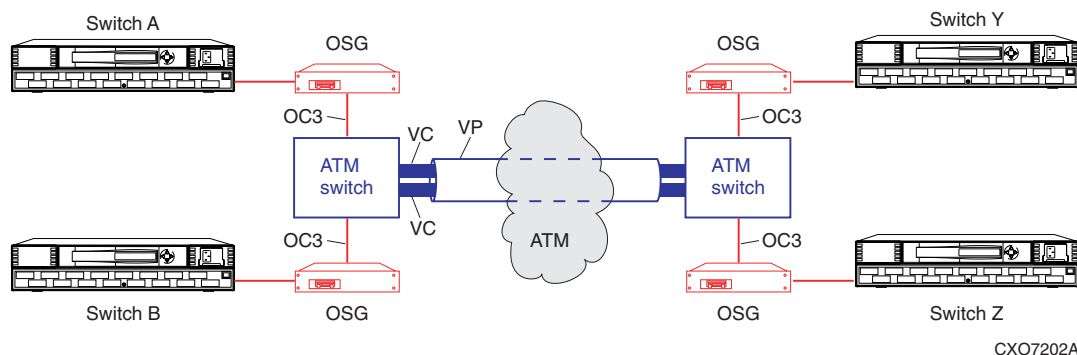 Switch A
Switch Y
OSG
OSG
OC3
OC3
VC
VP
ATM
switch
ATM
switch
VC
ATM
OC3
OC3
Switch B
OSG
OSG
Switch Z
CXO7202A